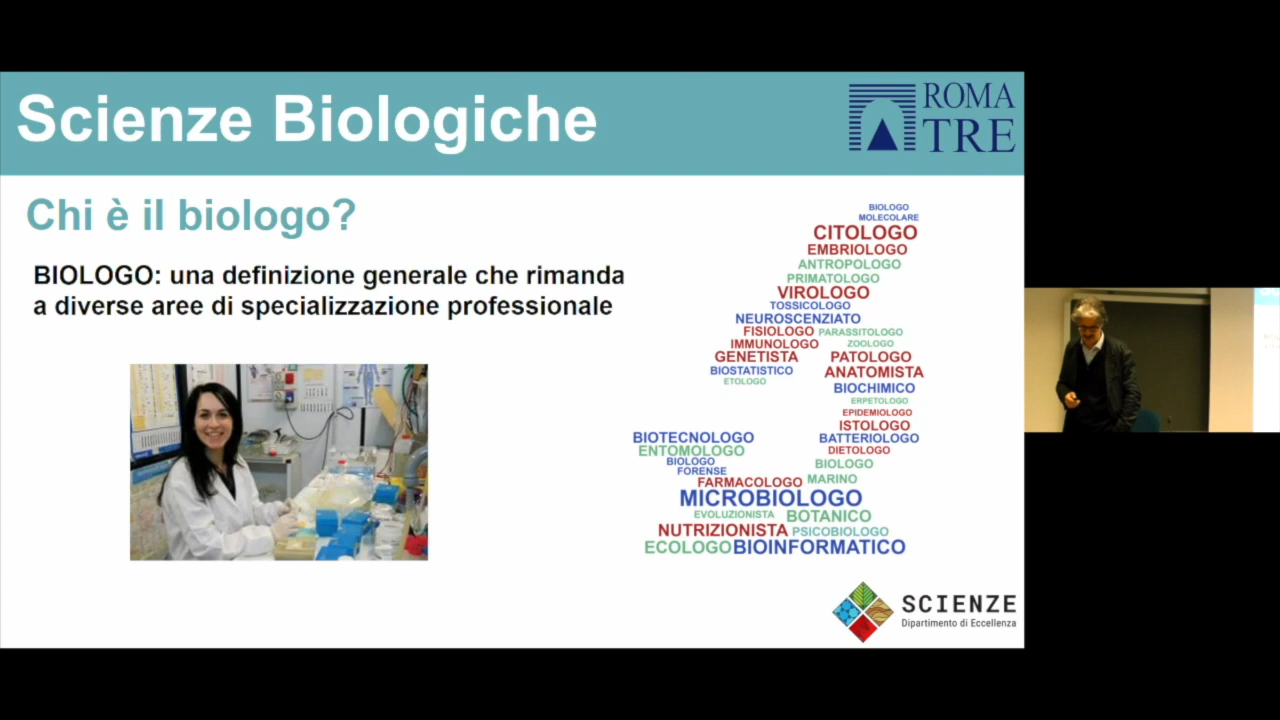 Scienze Biologiche
ROMA
TRE
Chi è il biologo?
BIOLOGO: una definizione generale che rimanda
a diverse aree di specializzazione professionale
BIOLOGO
MOLECOLARE
CITOLOGO
EMBRIOLOGO
ANTROPOLOGO
PRIMATOLOGO
VIROLOGO
TOSSICOLOGO
NEUROSCENZIATO
FISIOLOGO PARASSITOLOGO
IMMUNOLOGO ZOOLOGO
GENETISTA PATOLOGO
BIOSTATISTICO ANATOMISTA
ETOLOGO
BIOCHIMICO
ERPETOLOGO
EPIDEMIOLOGO
ISTOLOGO
BIOTECNOLOGO BATTERIOLOGO
ENTOMOLOGO DIETOLOGO
BIOLOGO
FORENSE
BIOLOGO
MARINO
FARMACOLOGO
MICROBIOLOGO
EVOLUZIONISTA BOTANICO
NUTRIZIONISTA PSICOBIOLOGO
ECOLOGO BIOINFORMATICO
SCIENZE
Dipartimento di Eccellenza